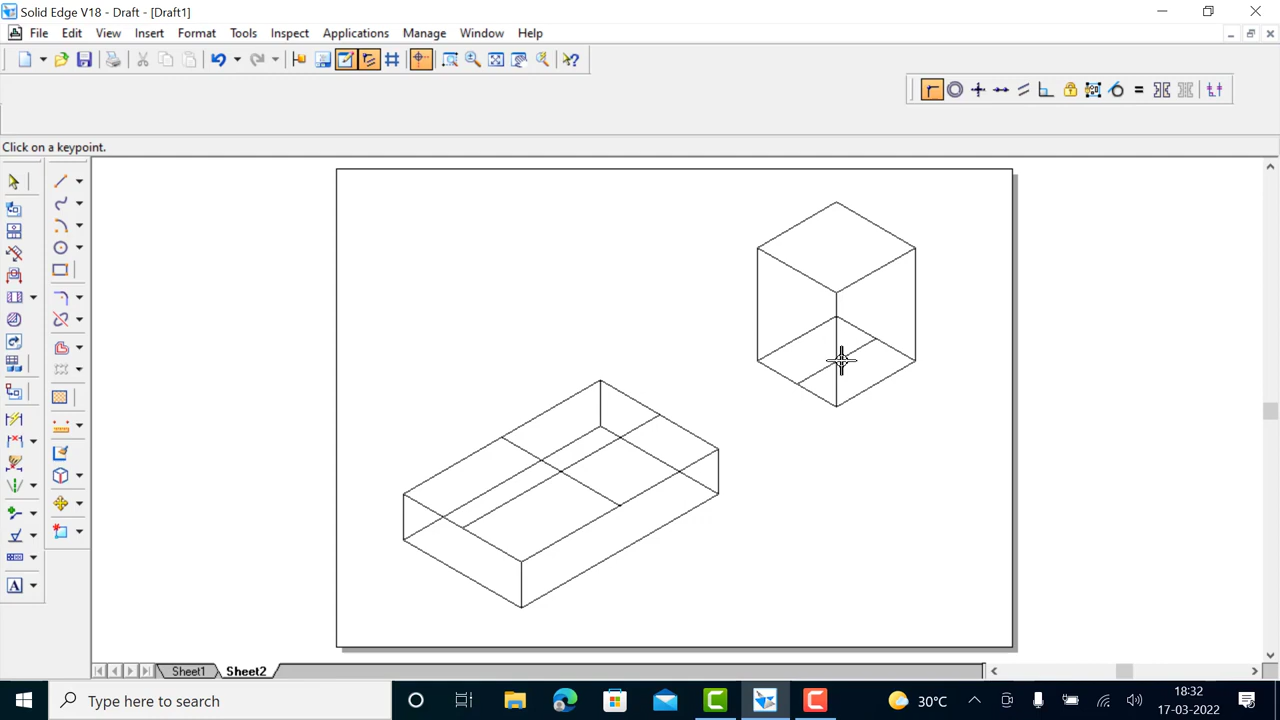 Solid Edge V18 - Draft - [Draft1]
File Edit View Insert Format Tools Inspect Applications Manage Window Help
Click on a keypoint.
A
Sheet1 Sheet2
Type here to search
30°C
18:32
17-03-2022